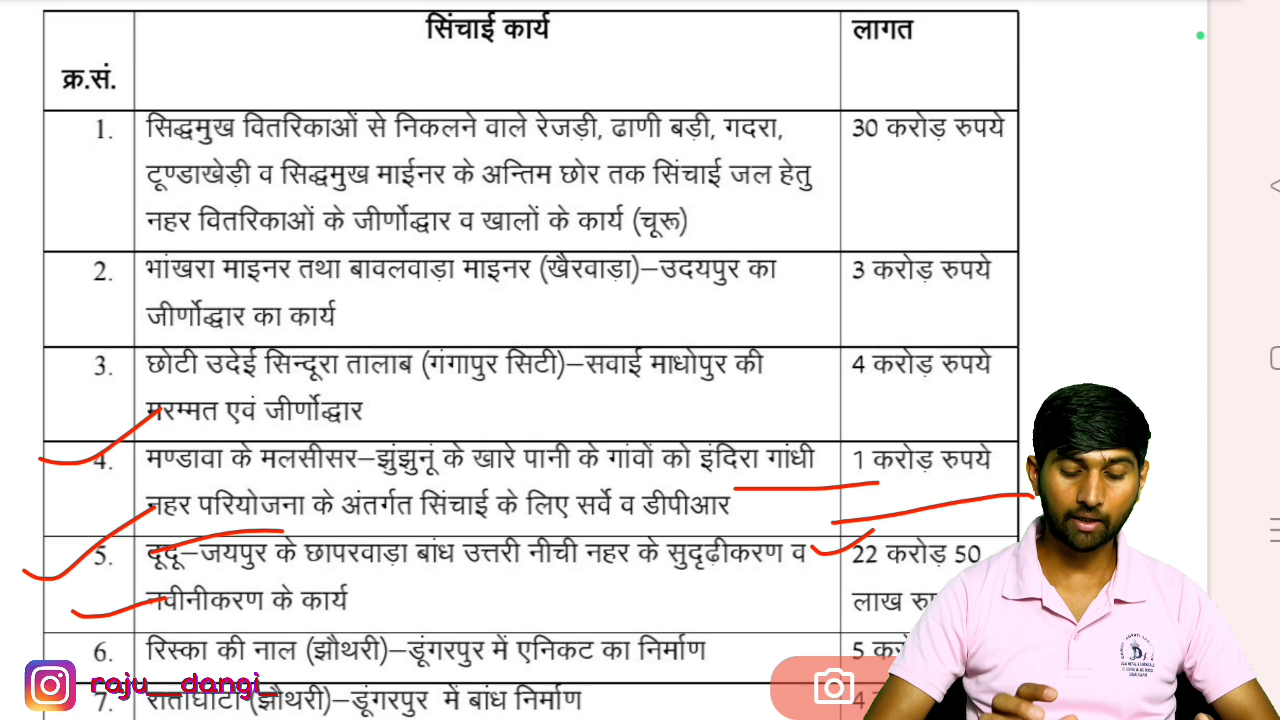 सिंचाई कार्य लागत
क्र.सं.
1. सिद्धमुख वितरिकाओं से निकलने वाले रेजड़ी, ढाणी बड़ी, गदरा, 30 करोड़ रुपये
टूण्डाखेड़ी व सिद्धमुख माईनर के अन्तिम छोर तक सिंचाई जल हेतु
नहर वितरिकाओं के जीर्णोद्धार व खालों के कार्य (चूरू)
2. भांखरा माइनर तथा बावलवाड़ा माइनर (खैरवाड़ा)–उदयपुर का 3 करोड़ रुपये
जीर्णोद्धार का कार्य
3. छोटी उदेई सिन्दूरा तालाब (गंगापुर सिटी)–सवाई माधोपुर की 4 करोड़ रुपये
मरम्मत एवं जीर्णोद्धार
4. मण्डावा के मलसीसर–झुंझुनूं के खारे पानी के गांवों को इंदिरा गांधी 1 करोड़ रुपये
नहर परियोजना के अंतर्गत सिंचाई के लिए सर्वे व डीपीआर
5. दूदू–जयपुर के छापरवाड़ा बांध उत्तरी नीची नहर के सुदृढ़ीकरण व 22 करोड़ 50
नवीनीकरण के कार्य लाख
6. रिस्का की नाल (झौथरी)–डूंगरपुर में एनिकट का निर्माण 5
7. राताघाटी (झौथरी)–डूंगरपुर में बांध निर्माण 4
raju__dangi_